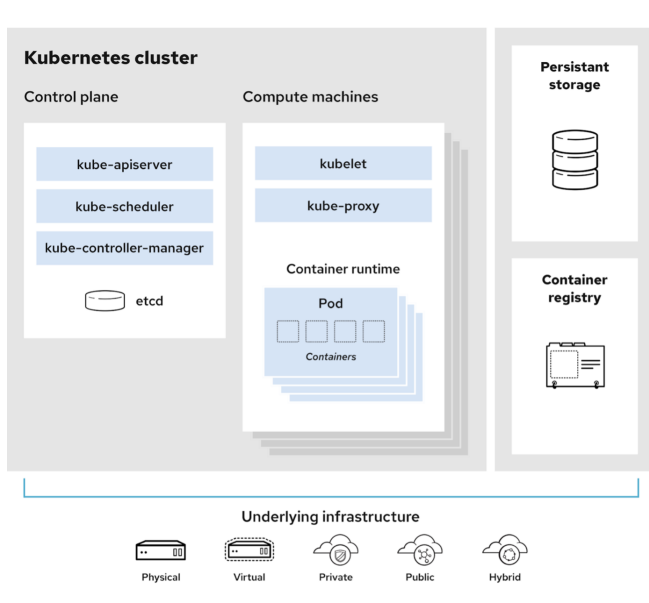 Kubernetes cluster
Control plane
kube-apiserver
kube-scheduler
kube-controller-manager
etcd
Compute machines
kubelet
kube-proxy
Container runtime
Pod
Containers
Persistant
storage
Container
registry
Underlying infrastructure
Physical
Virtual
Private
Public
Hybrid